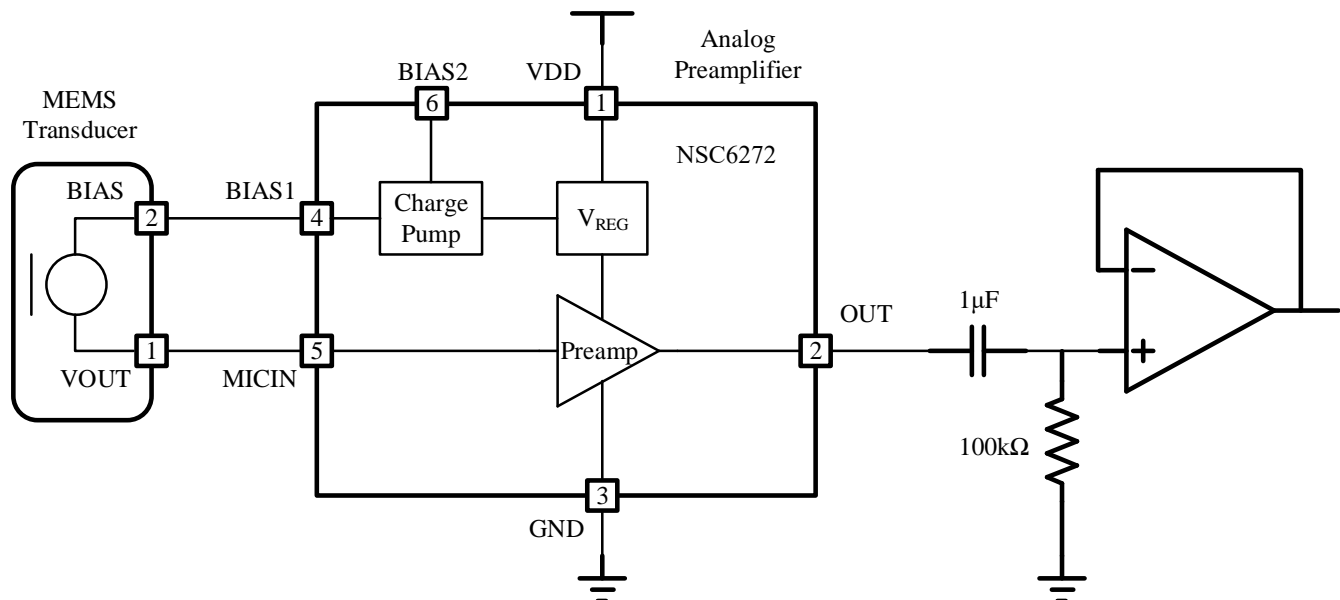 Analog
Preamplifier
BIAS2
VDD
6
1
MEMS
Transducer
NSC6272
BIAS
BIAS1
2
4
Charge
Pump
VREG
OUT
1μF
Preamp
1
5
2
VOUT
MICIN
100kΩ
3
GND
−
+